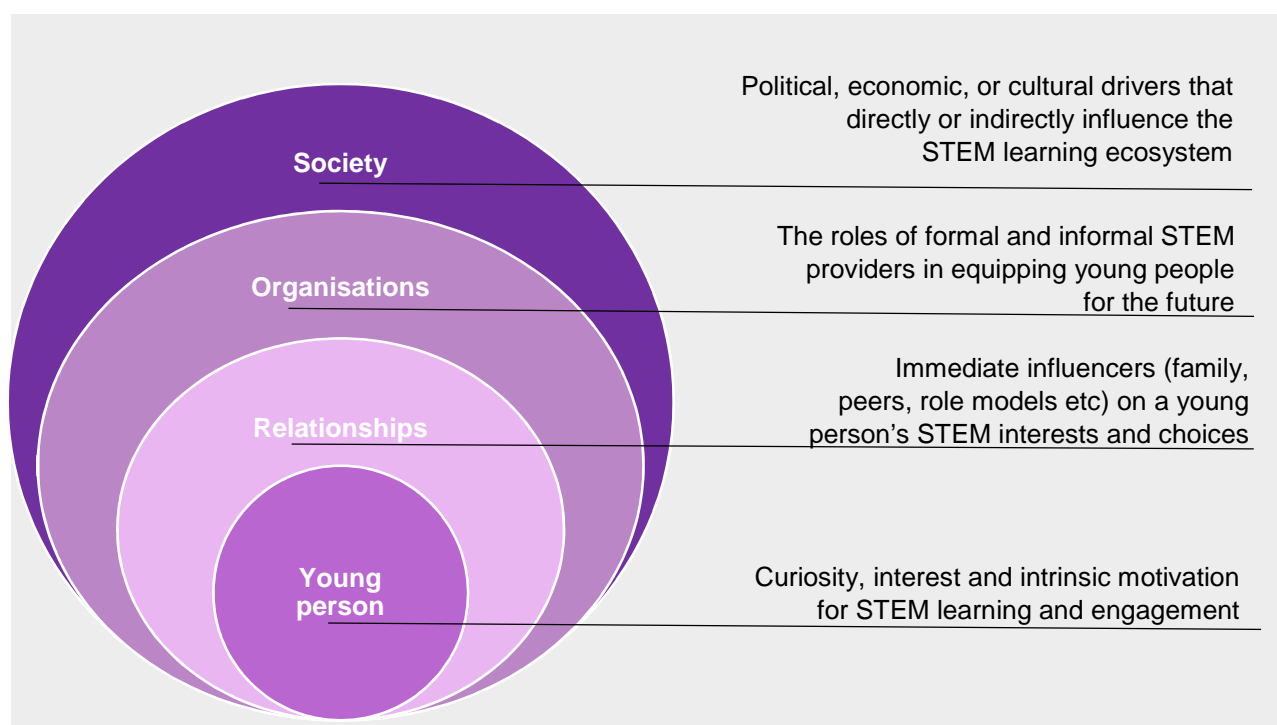 Society
Political, economic, or cultural drivers that
directly or indirectly influence the
STEM learning ecosystem
Organisations
The roles of formal and informal STEM
providers in equipping young people
for the future
Relationships
Immediate influencers (family,
peers, role models etc) on a young
person's STEM interests and choices
Young
person
Curiosity, interest and intrinsic motivation
for STEM learning and engagement